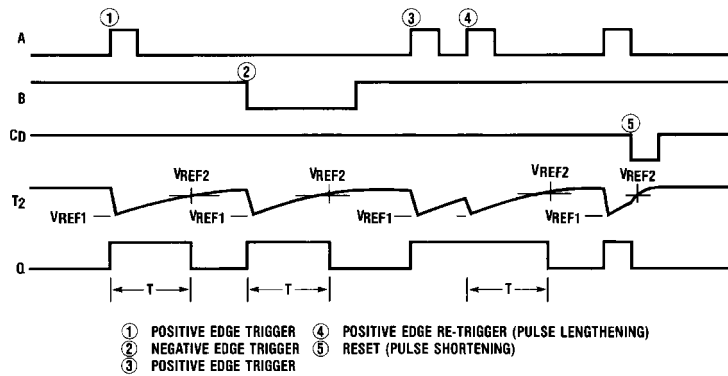 ① ③ ④
A
②
B
⑤
CD
VREF2 VREF2 VREF2 VREF2
T2
VREF1 VREF1 VREF1 VREF1
Q
T T T
① POSITIVE EDGE TRIGGER ④ POSITIVE EDGE RE-TRIGGER (PULSE LENGTHENING)
② NEGATIVE EDGE TRIGGER ⑤ RESET (PULSE SHORTENING)
③ POSITIVE EDGE TRIGGER